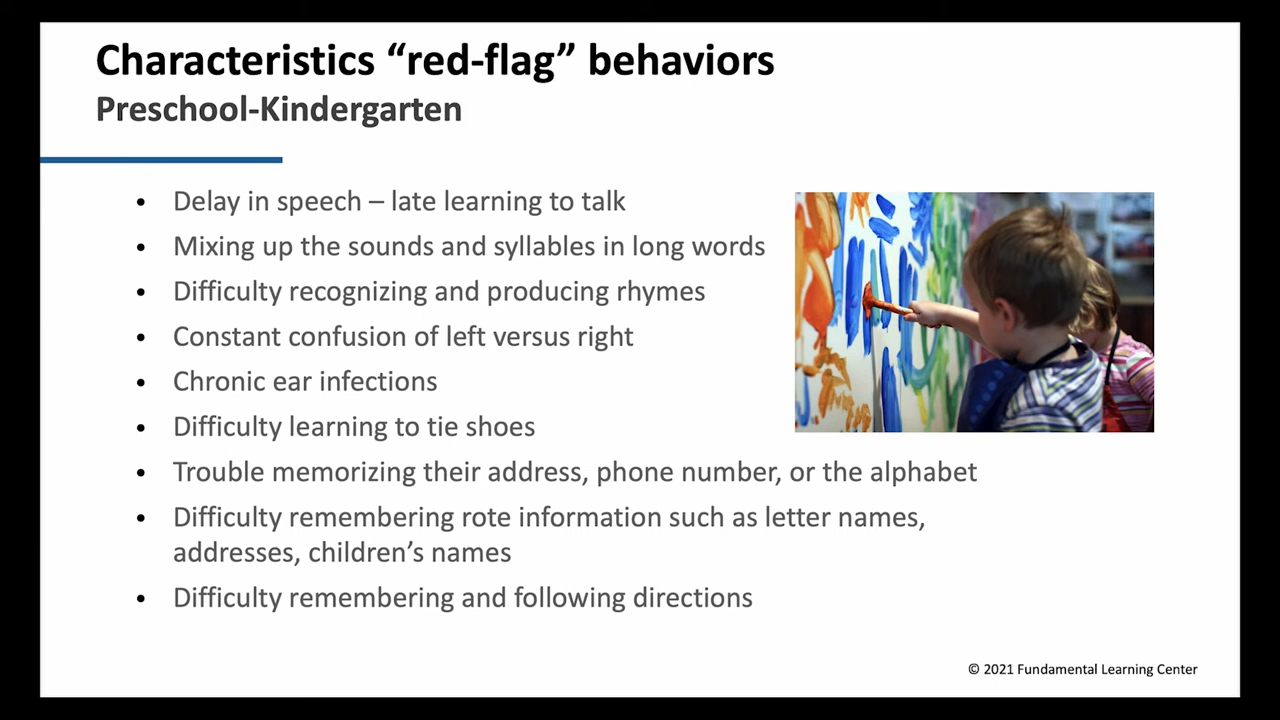 Characteristics “red-flag” behaviors
Preschool-Kindergarten
• Delay in speech – late learning to talk
• Mixing up the sounds and syllables in long words
• Difficulty recognizing and producing rhymes
• Constant confusion of left versus right
• Chronic ear infections
• Difficulty learning to tie shoes
• Trouble memorizing their address, phone number, or the alphabet
• Difficulty remembering rote information such as letter names,
addresses, children’s names
• Difficulty remembering and following directions
© 2021 Fundamental Learning Center